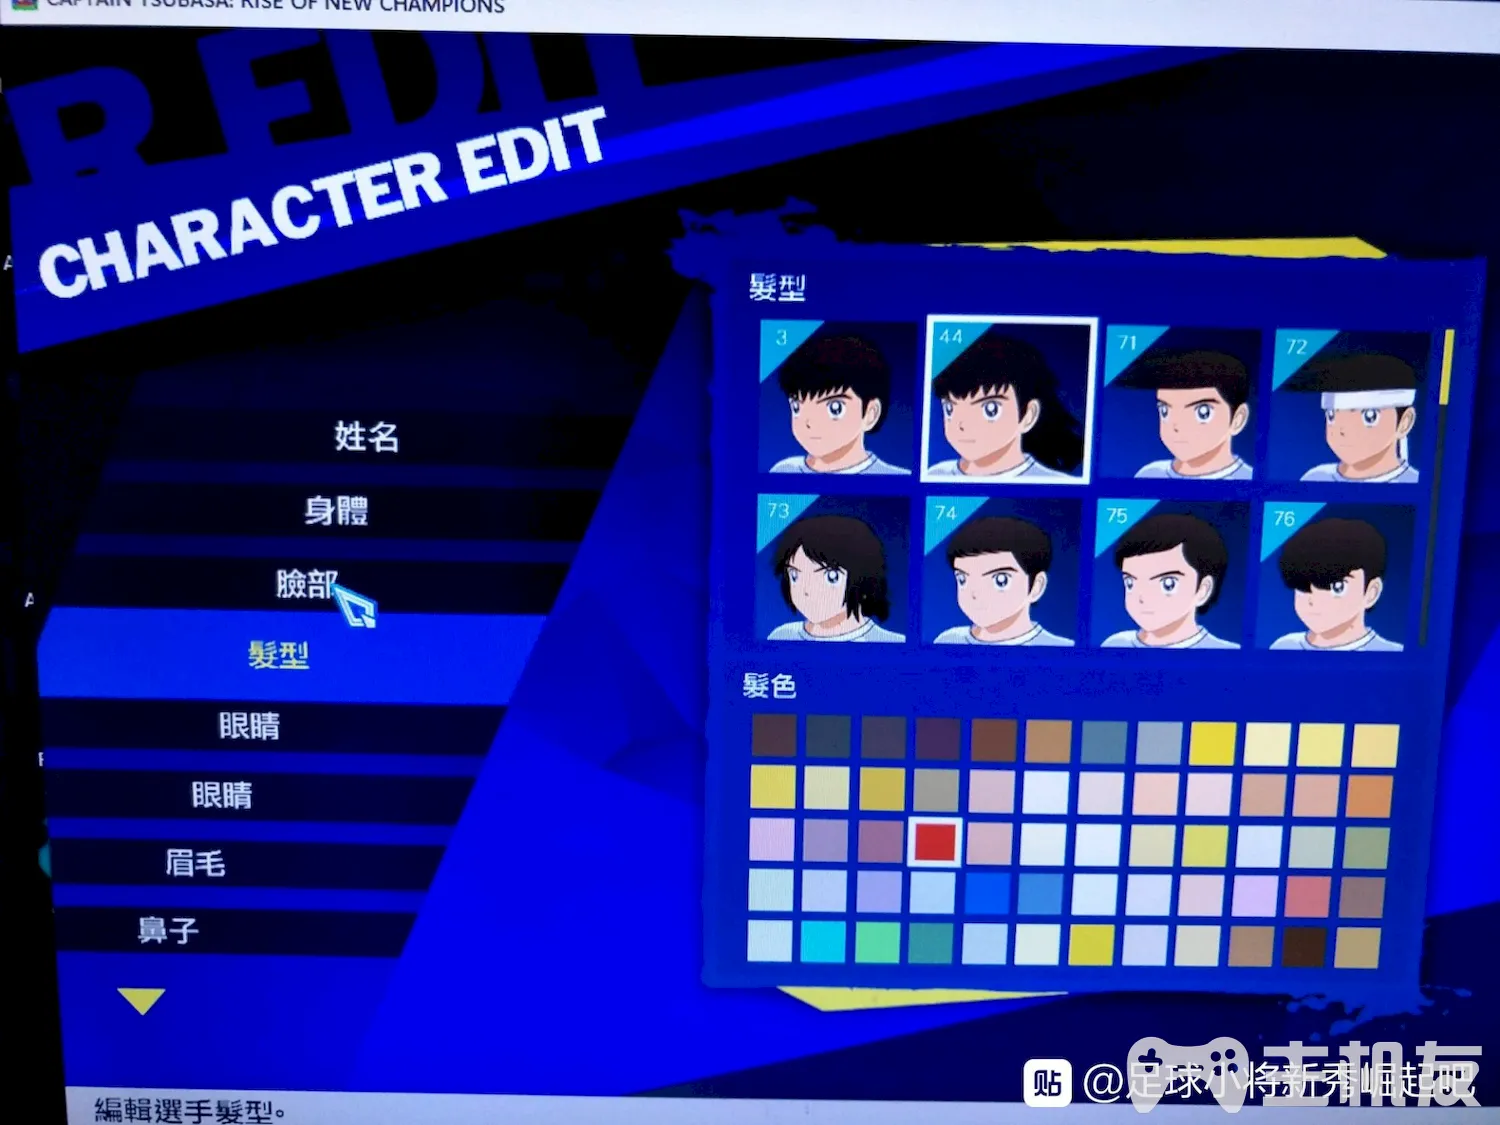 CAPTAIN TSUBASA: RISE OF NEW CHAMPIONS
R EDIT
CHARACTER EDIT
姓名
身體
臉部
髮型
眼睛
眼睛
眉毛
鼻子
髮型
3
44
71
72
73
74
75
76
髮色
編輯選手髮型。
贴 @足球小将新秀崛起吧
主机友